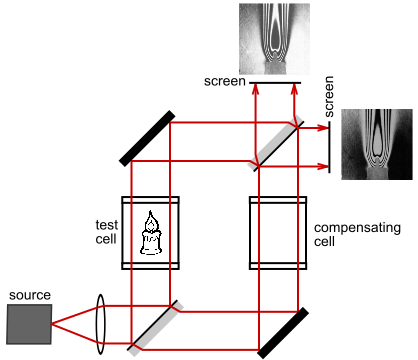 screen
screen
test
cell
compensating
cell
source